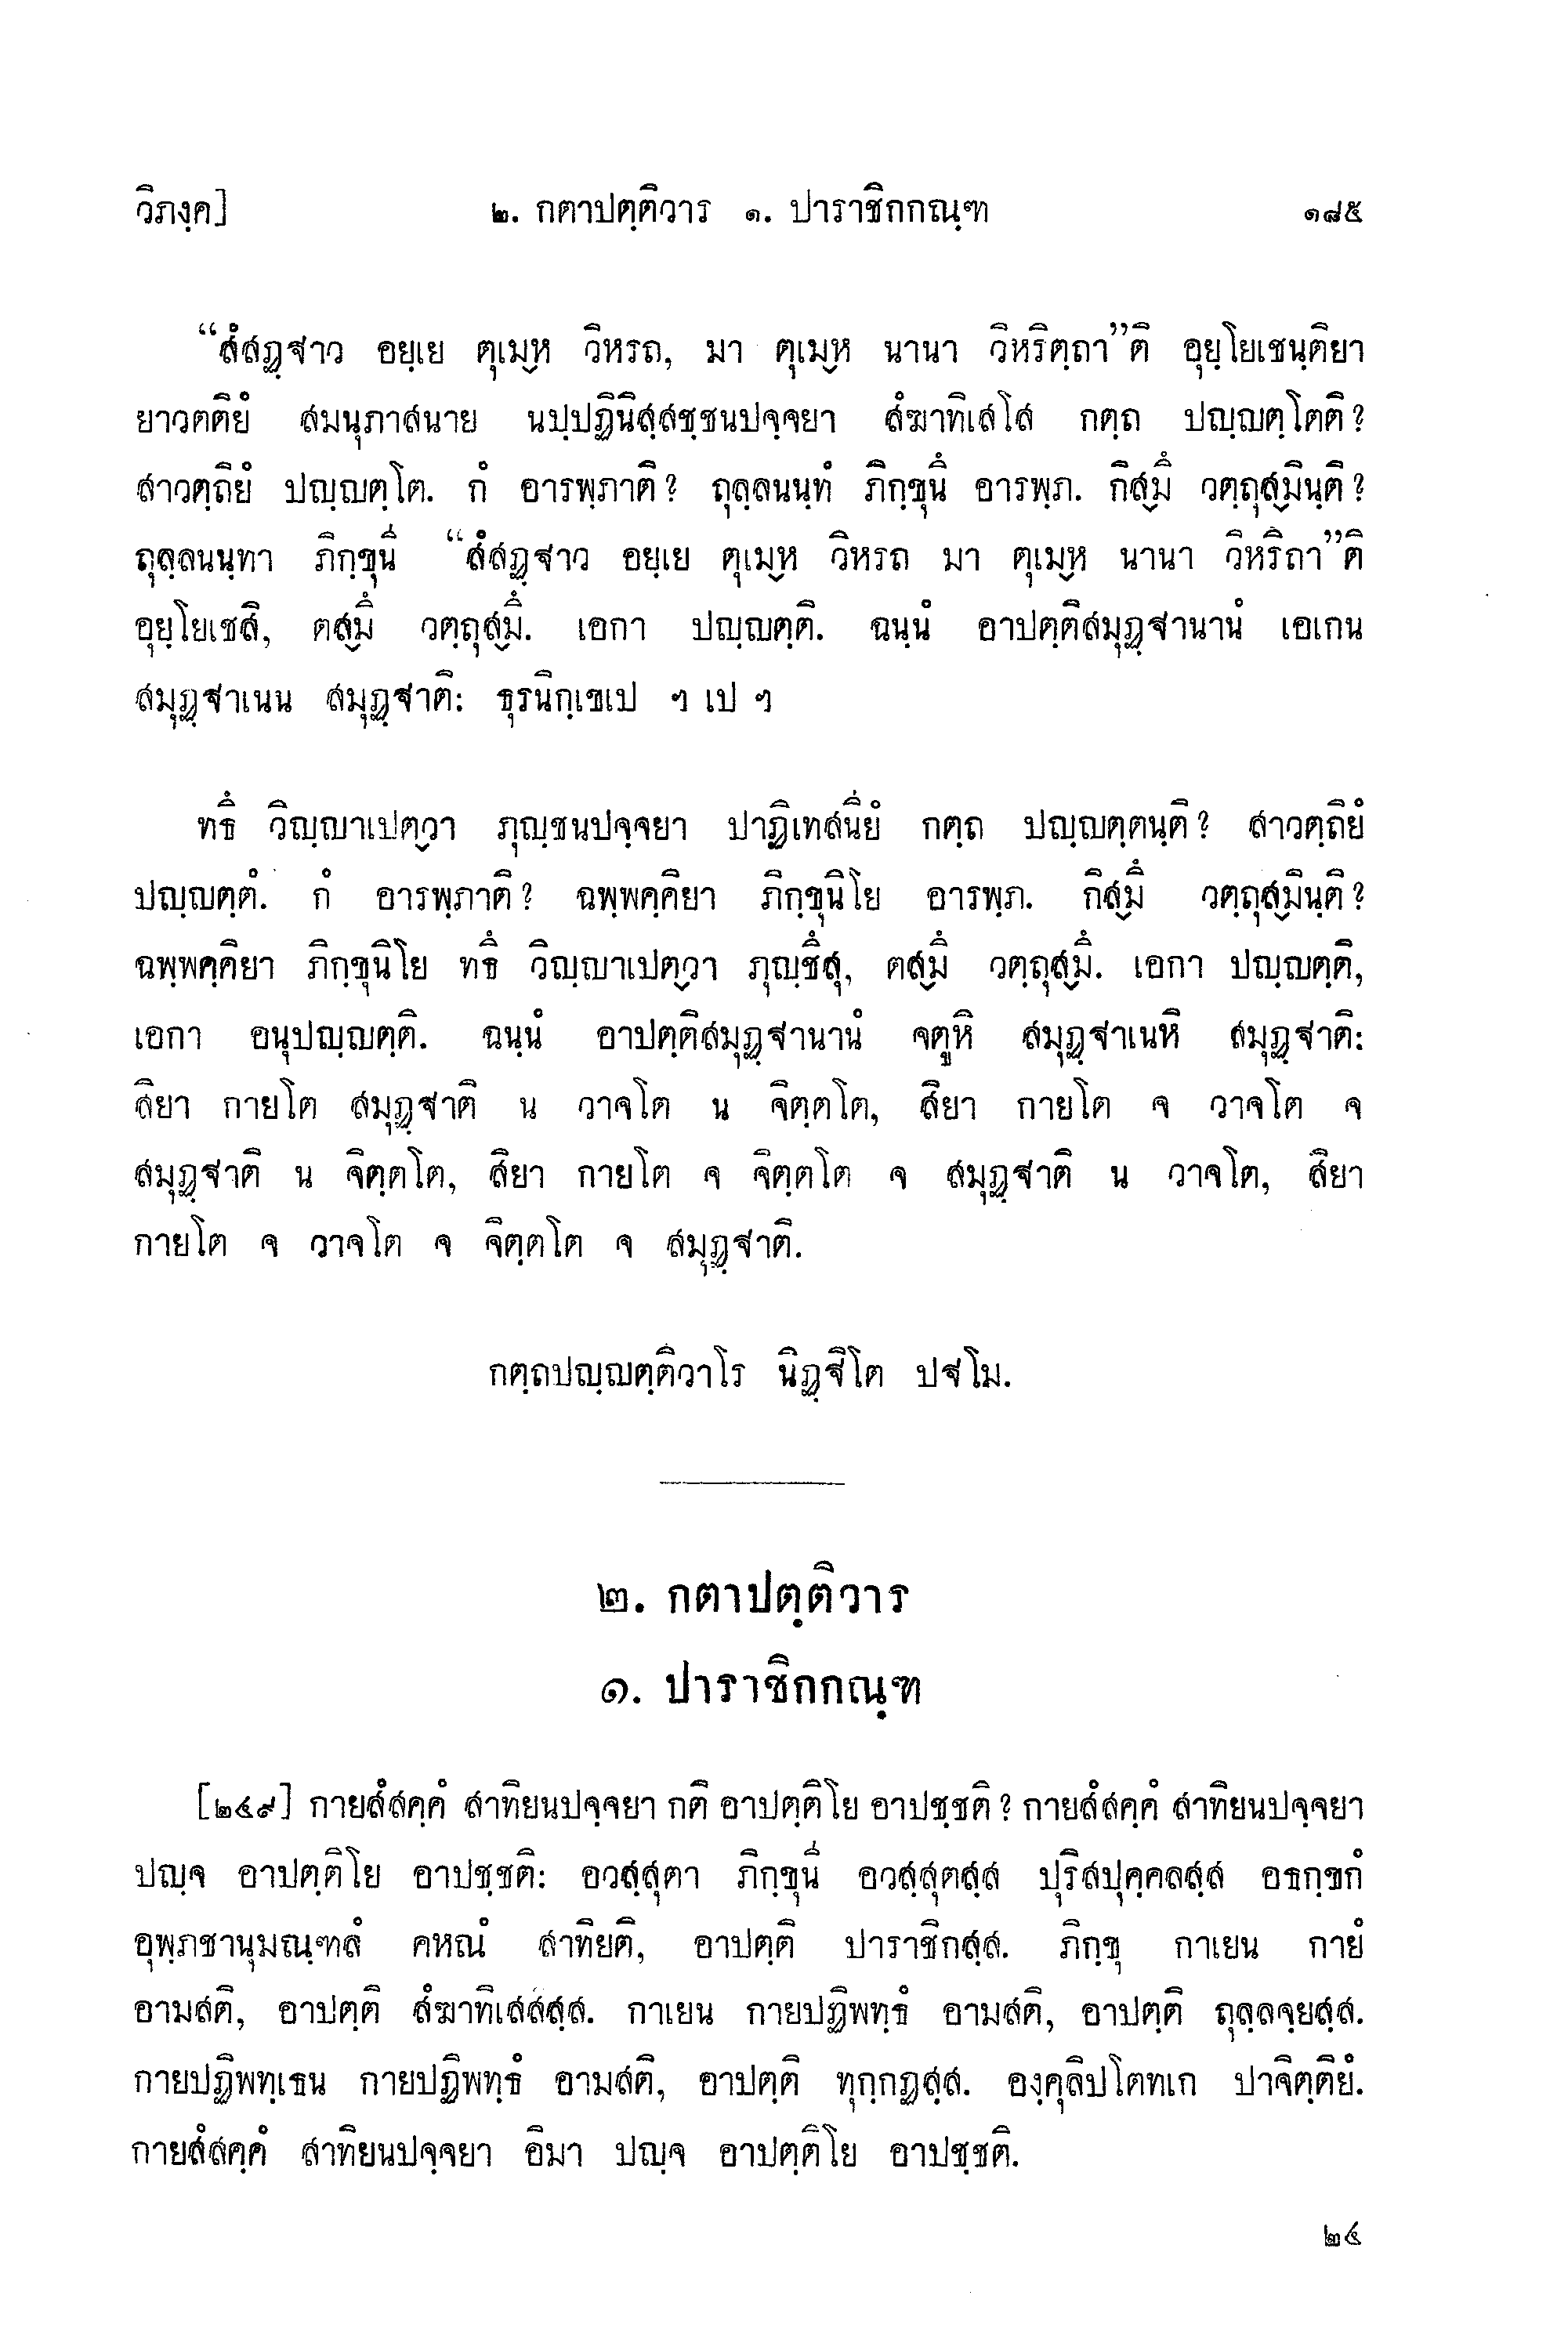 วิภงฺค] ๒. กตาปตฺติวาร ๑. ปาราชิกกณฺฑ ๑๘๕
“สํสฏฺฐาว อยฺเย ตุเมฺห วิหรถ, มา ตุเมฺห นานา วิหริตฺถา”ติ อุยฺโยเชนฺติยา
ยาวตติยํ สมนุภาสนาย นปฺปฏินิสฺสชฺชนปจฺจยา สํฆาทิเสโส กตฺถ ปญฺญตฺโตติ?
สาวตฺถิยํ ปญฺญตฺโต. กํ อารพฺภาติ? ถุลฺลนนฺทํ ภิกฺขุนึ อารพฺภ. กิสฺมึ วตฺถุสฺมินฺติ?
ถุลฺลนนฺทา ภิกฺขุนี “สํสฏฺฐาว อยฺเย ตุเมฺห วิหรถ มา ตุเมฺห นานา วิหริถา”ติ
อุยฺโยเชสิ, ตสฺมึ วตฺถุสฺมึ. เอกา ปญฺญตฺติ. ฉนฺนํ อาปตฺติสมุฏฺฐานานํ เอเกน
สมุฏฺฐาเนน สมุฏฺฐาติ: ธุรนิกฺเขเป ฯ เป ฯ
ทธึ วิญฺญาเปตฺวา ภุญฺชนปจฺจยา ปาฏิเทสนียํ กตฺถ ปญฺญตฺตนฺติ? สาวตฺถิยํ
ปญฺญตฺตํ. กํ อารพฺภาติ? ฉพฺพคฺคิยา ภิกฺขุนิโย อารพฺภ. กิสฺมึ วตฺถุสฺมินฺติ?
ฉพฺพคฺคิยา ภิกฺขุนิโย ทธึ วิญฺญาเปตฺวา ภุญฺชึสุ, ตสฺมึ วตฺถุสฺมึ. เอกา ปญฺญตฺติ,
เอกา อนุปญฺญตฺติ. ฉนฺนํ อาปตฺติสมุฏฺฐานานํ จตูหิ สมุฏฺฐาเนหิ สมุฏฺฐาติ:
สิยา กายโต สมุฏฺฐาติ น วาจโต น จิตฺตโต, สิยา กายโต จ วาจโต จ
สมุฏฺฐาติ น จิตฺตโต, สิยา กายโต จ จิตฺตโต จ สมุฏฺฐาติ น วาจโต, สิยา
กายโต จ วาจโต จ จิตฺตโต จ สมุฏฺฐาติ.
กตฺถปญฺญตฺติวาโร นิฏฺฐิโต ปฐโม.
๒. กตาปตฺติวาร
๑. ปาราชิกกณฺฑ
[๒๔๙] กายสํสคฺคํ สาทิยนปจฺจยา กติ อาปตฺติโย อาปชฺชติ? กายสํสคฺคํ สาทิยนปจฺจยา
ปญฺจ อาปตฺติโย อาปชฺชติ: อวสฺสุตา ภิกฺขุนี อวสฺสุตสฺส ปุริสปุคฺคลสฺส อธกฺขกํ
อุพฺภชานุมณฺฑลํ คหณํ สาทิยติ, อาปตฺติ ปาราชิกสฺส. ภิกฺขุ กาเยน กายํ
อามสติ, อาปตฺติ สํฆาทิเสสสฺส. กาเยน กายปฏิพทฺธํ อามสติ, อาปตฺติ ถุลฺลจฺยสฺส.
กายปฏิพทฺเธน กายปฏิพทฺธํ อามสติ, อาปตฺติ ทุกฺกฏสฺส. องฺคุลิปโตทเก ปาจิตฺติยํ.
กายสํสคฺคํ สาทิยนปจฺจยา อิมา ปญฺจ อาปตฺติโย อาปชฺชติ.
๒๔